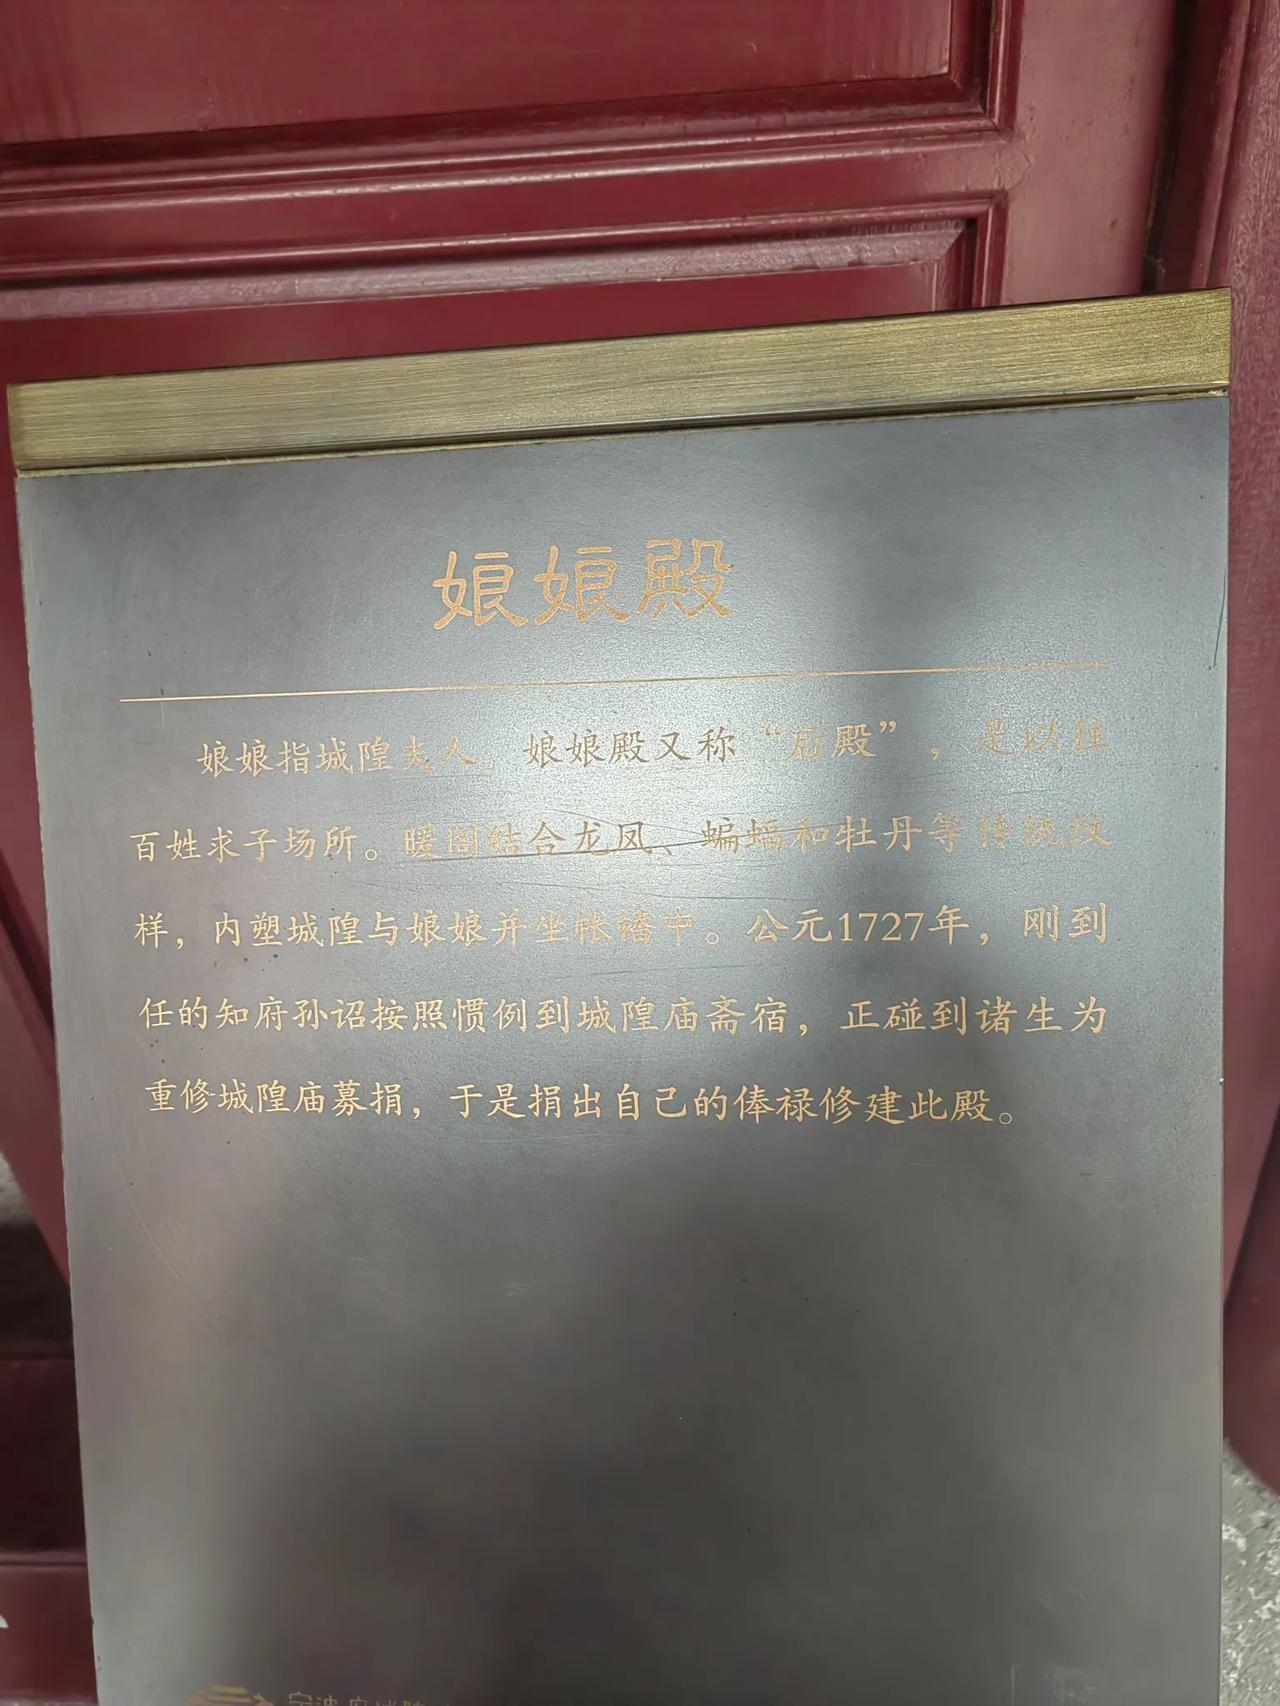 娘娘殿
娘娘指城隍夫人。娘娘殿又称“后殿”，是以往
百姓求子场所。暖阁结合龙凤、蝙蝠和牡丹等传统纹
样，内塑城隍与娘娘并坐帐幡中。公元1727年，刚到
任的知府孙诏按照惯例到城隍庙斋宿，正碰到诸生为
重修城隍庙募捐，于是捐出自己的俸禄修建此殿。
宁波